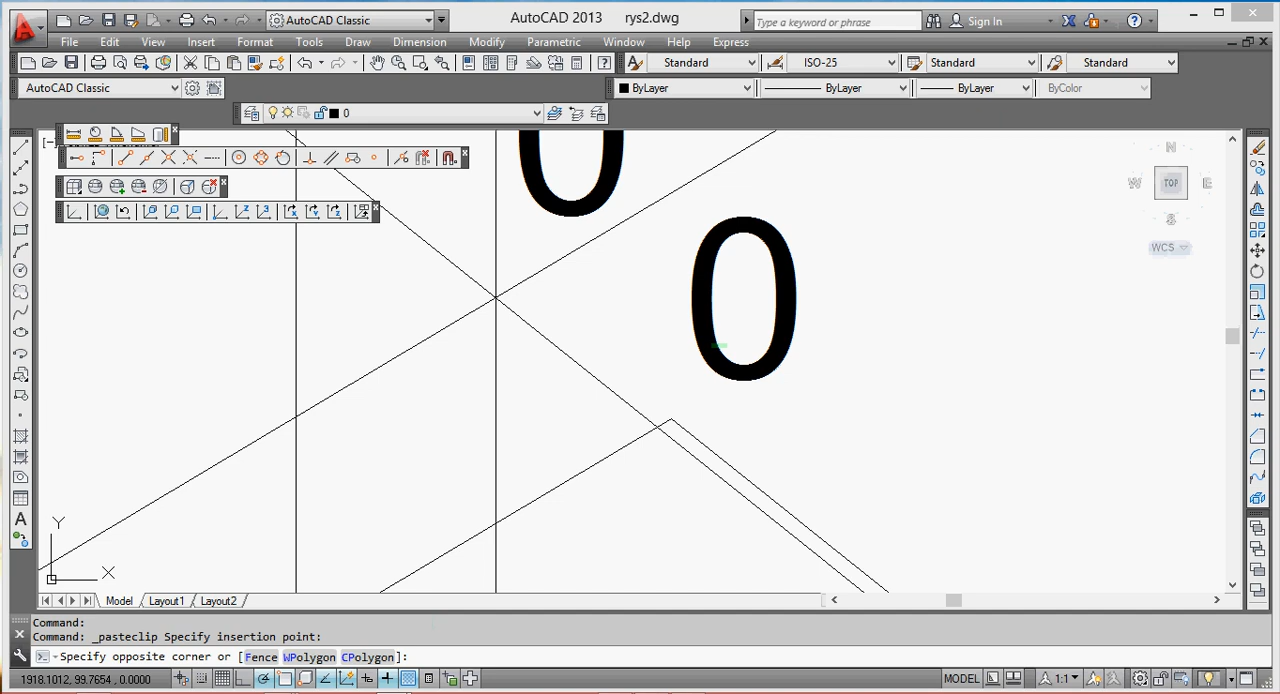 AutoCAD Classic
AutoCAD 2013 rys2.dwg
Type a keyword or phrase
Sign In
File Edit View Insert Format Tools Draw Dimension Modify Parametric Window Help Express
Standard ISO-25 Standard Standard
AutoCAD Classic
ByLayer ByLayer ByLayer ByColor
0
0
0
N
W TOP E
S
WCS
Y
X
Model Layout1 Layout2
Command:
Command: _pasteclip Specify insertion point:
Specify opposite corner or [Fence WPolygon CPolygon]:
1918.1012, 99.7654 , 0.0000
MODEL
1:1